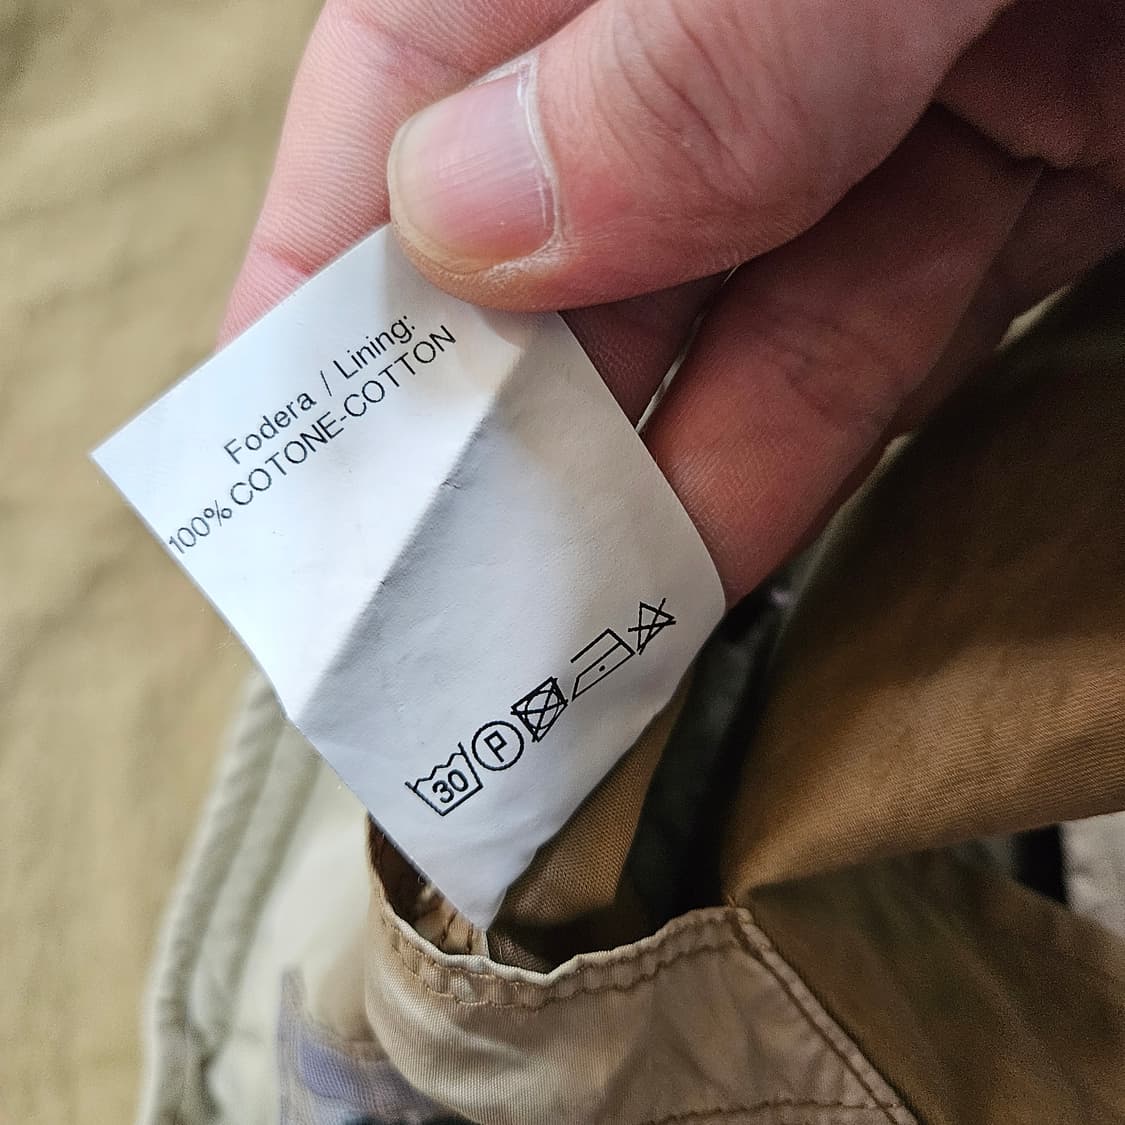 Fodera / Lining:
100% COTONE-COTTON
30 P